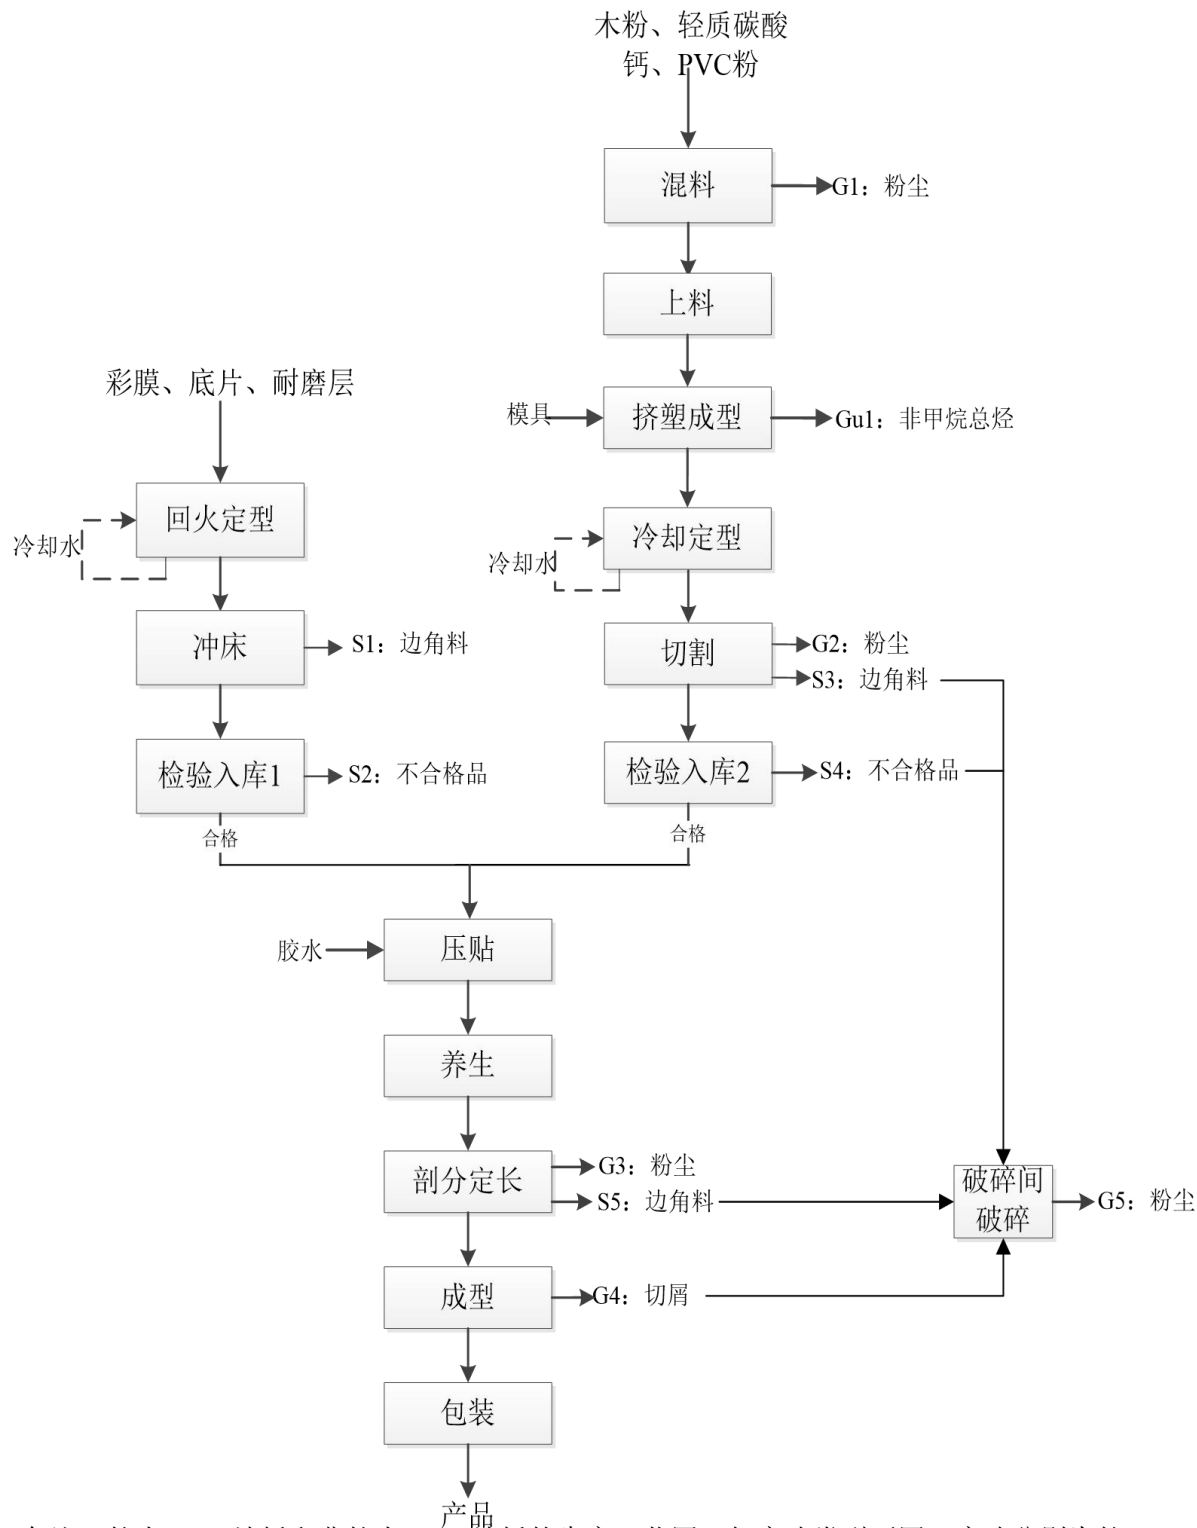 木粉、轻质碳酸
钙、PVC粉
混料
G1：粉尘
上料
彩膜、底片、耐磨层
模具
挤塑成型
Gu1：非甲烷总烃
回火定型
冷却水
冷却定型
冷却水
冲床
S1：边角料
切割
G2：粉尘
S3：边角料
检验入库1
S2：不合格品
检验入库2
S4：不合格品
合格
合格
胶水
压贴
养生
剖分定长
G3：粉尘
S5：边角料
破碎间
破碎
G5：粉尘
成型
G4：切屑
包装
产品